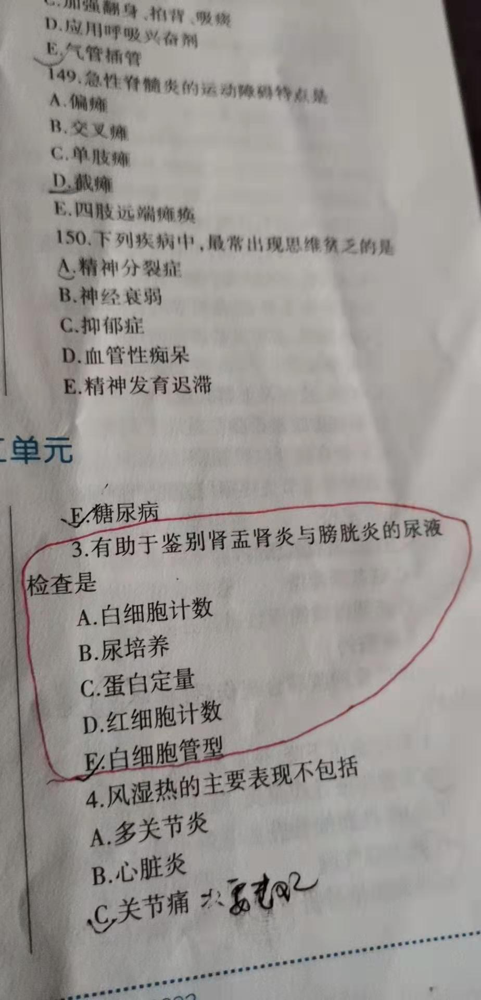 C.加强翻身、拍背、吸痰
D.应用呼吸兴奋剂
E.气管插管
149.急性脊髓炎的运动障碍特点是
A.偏瘫
B.交叉瘫
C.单肢瘫
D.截瘫
E.四肢远端瘫痪
150.下列疾病中,最常出现思维贫乏的是
A.精神分裂症
B.神经衰弱
C.抑郁症
D.血管性痴呆
E.精神发育迟滞
单元
E.糖尿病
3.有助于鉴别肾盂肾炎与膀胱炎的尿液
检查是
A.白细胞计数
B.尿培养
C.蛋白定量
D.红细胞计数
E.白细胞管型
4.风湿热的主要表现不包括
A.多关节炎
B.心脏炎
C.关节痛